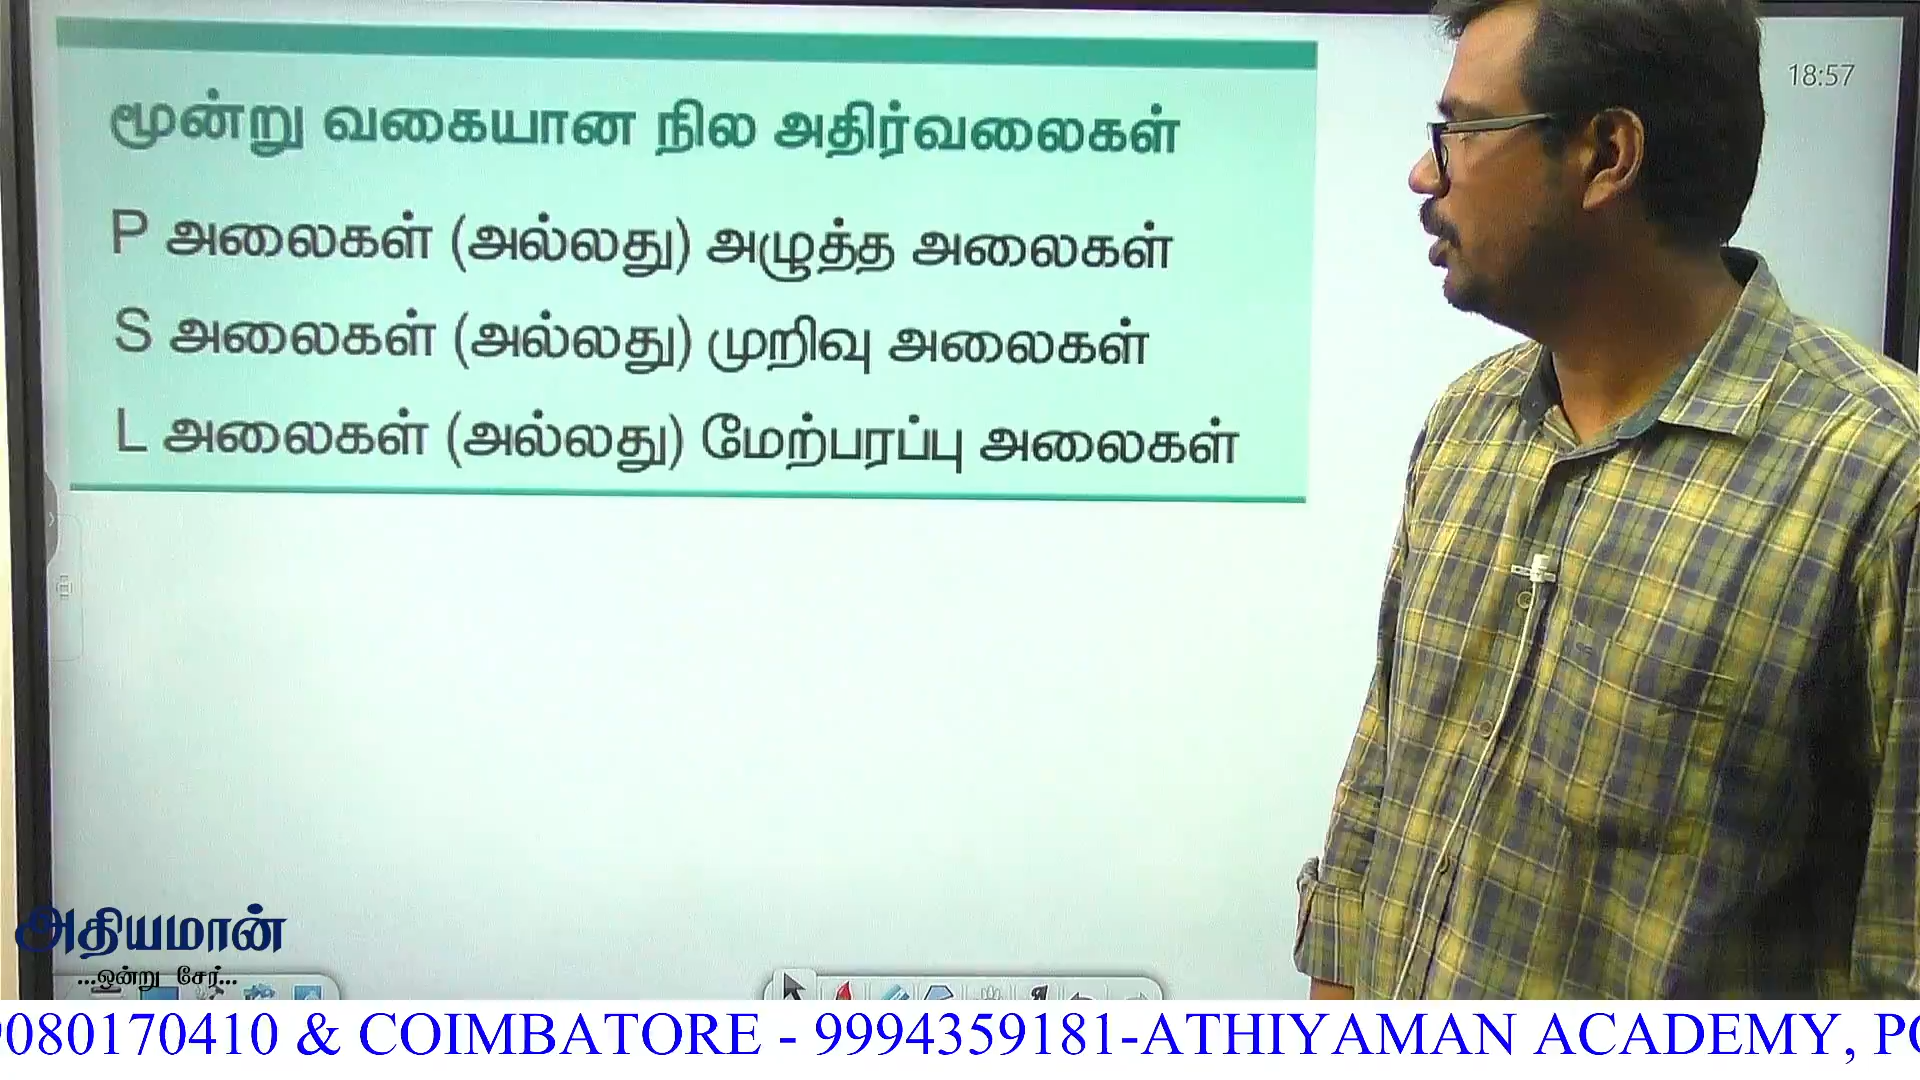 18:57
மூன்று வகையான நில அதிர்வலைகள்
P அலைகள் (அல்லது) அழுத்த அலைகள்
S அலைகள் (அல்லது) முறிவு அலைகள்
L அலைகள் (அல்லது) மேற்பரப்பு அலைகள்
அதியமான்
...ஒன்று சேர்...
9080170410 & COIMBATORE - 9994359181-ATHIYAMAN ACADEMY,